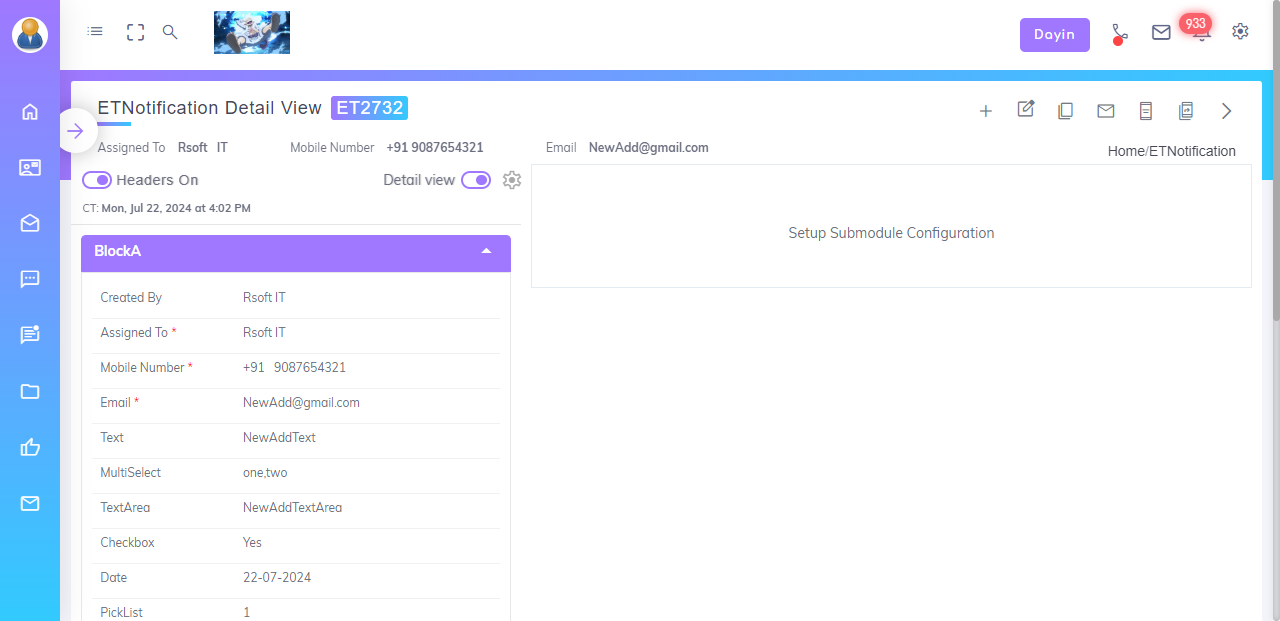 Dayin
933
ETNotification Detail View ET2732
Assigned To Rsoft IT Mobile Number +91 9087654321 Email NewAdd@gmail.com
Home/ETNotification
Headers On Detail view
CT: Mon, Jul 22, 2024 at 4:02 PM
Setup Submodule Configuration
BlockA
Created By Rsoft IT
Assigned To * Rsoft IT
Mobile Number * +91 9087654321
Email * NewAdd@gmail.com
Text NewAddText
MultiSelect one,two
TextArea NewAddTextArea
Checkbox Yes
Date 22-07-2024
PickList 1